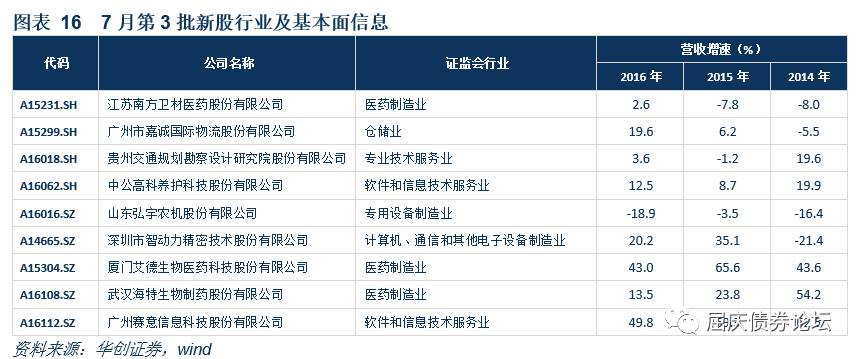 图表 16 7 月第 3 批新股行业及基本面信息
代码 公司名称 证监会行业 营收增速（%）
2016 年 2015 年 2014 年
A15231.SH 江苏南方卫材医药股份有限公司 医药制造业 2.6 -7.8 -8.0
A15299.SH 广州市嘉诚国际物流股份有限公司 仓储业 19.6 6.2 -5.5
A16018.SH 贵州交通规划勘察设计研究院股份有限公司 专业技术服务业 3.6 -1.2 19.6
A16062.SH 中公高科养护科技股份有限公司 软件和信息技术服务业 12.5 8.7 19.9
A16016.SZ 山东弘宇农机股份有限公司 专用设备制造业 -18.9 -3.5 -16.4
A14665.SZ 深圳市智动力精密技术股份有限公司 计算机、通信和其他电子设备制造业 20.2 35.1 -21.4
A15304.SZ 厦门艾德生物医药科技股份有限公司 医药制造业 43.0 65.6 43.6
A16108.SZ 武汉海特生物制药股份有限公司 医药制造业 13.5 23.8 54.2
A16112.SZ 广州赛意信息科技股份有限公司 软件和信息技术服务业 49.8
屈庆债券论坛
资料来源：华创证券，wind